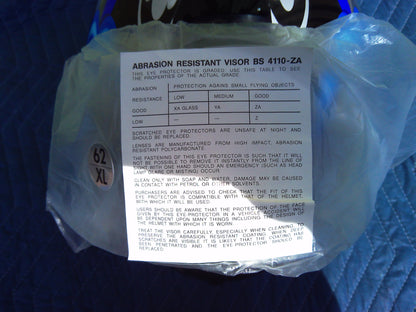 ABRASION RESISTANT VISOR BS 4110-ZA
THIS EYE PROTECTOR IS GRADED. USE THIS TABLE TO SEE
THE PROPERTIES OF THE ACTUAL GRADE
ABRASION PROTECTION AGAINS SMALL FLYING OBJECTS
RESISTANCE LOW MEDIUM GOOD
GOOD XA GLASS YA ZA
LOW — — Z
SCRATCHED EYE PROTECTORS ARE UNSAFE AT NIGHT AND
SHOULD BE REPLACED.
LENSES ARE MANUFACTURED FROM HIGH IMPACT, ABRASION
RESISTANT POLYCARBONATE.
THE FASTENING OF THIS EYE PROTECTOR IS SUCH THAT IT WILL
NOT BE POSSIBLE TO REMOVE IT INSTANTLY FROM THE LINE OF
SIGHT WITH ONE HAND SHOULD AN EMERGENCY (SUCH AS HEAD
LAMP GLARE OR MISTING) OCCUR.
CLEAN ONLY WITH SOAP AND WATER. DAMAGE MAY BE CAUSED
IN CONTACT WITH PETROL OR OTHER SOLVENTS.
PURCHASERS ARE ADVISED TO CHECK THAT THE FIT OF THIS
EYE PROTECTOR IS COMPATIBLE WITH THAT OF THE HELMET
WITH WHICH IT WILL BE USED.
USERS SHOULD BE AWARE THAT THE PROTECTION OF THE FACE
GIVEN BY THIS EYE PROTECTOR IN A VEHICLE ACCIDENT WILL
BE DEPENDENT UPON MANY THINGS INCLUDING THE DESIGN OF
THE HELMET WITH WHICH IT IS WORN
TREAT THE VISOR CAREFULLY, ESPECIALLY WHEN CLEANING TO
PRESERVE THE ABRASION RESISTANT COATING. WHEN DEEP
SCRATCHES ARE VISIBLE IT IS LIKELY THAT THE COATING HAS
BEEN PENETRATED AND THE EYE PROTECTOR SHOULD BE
REPLACED.
62
XL